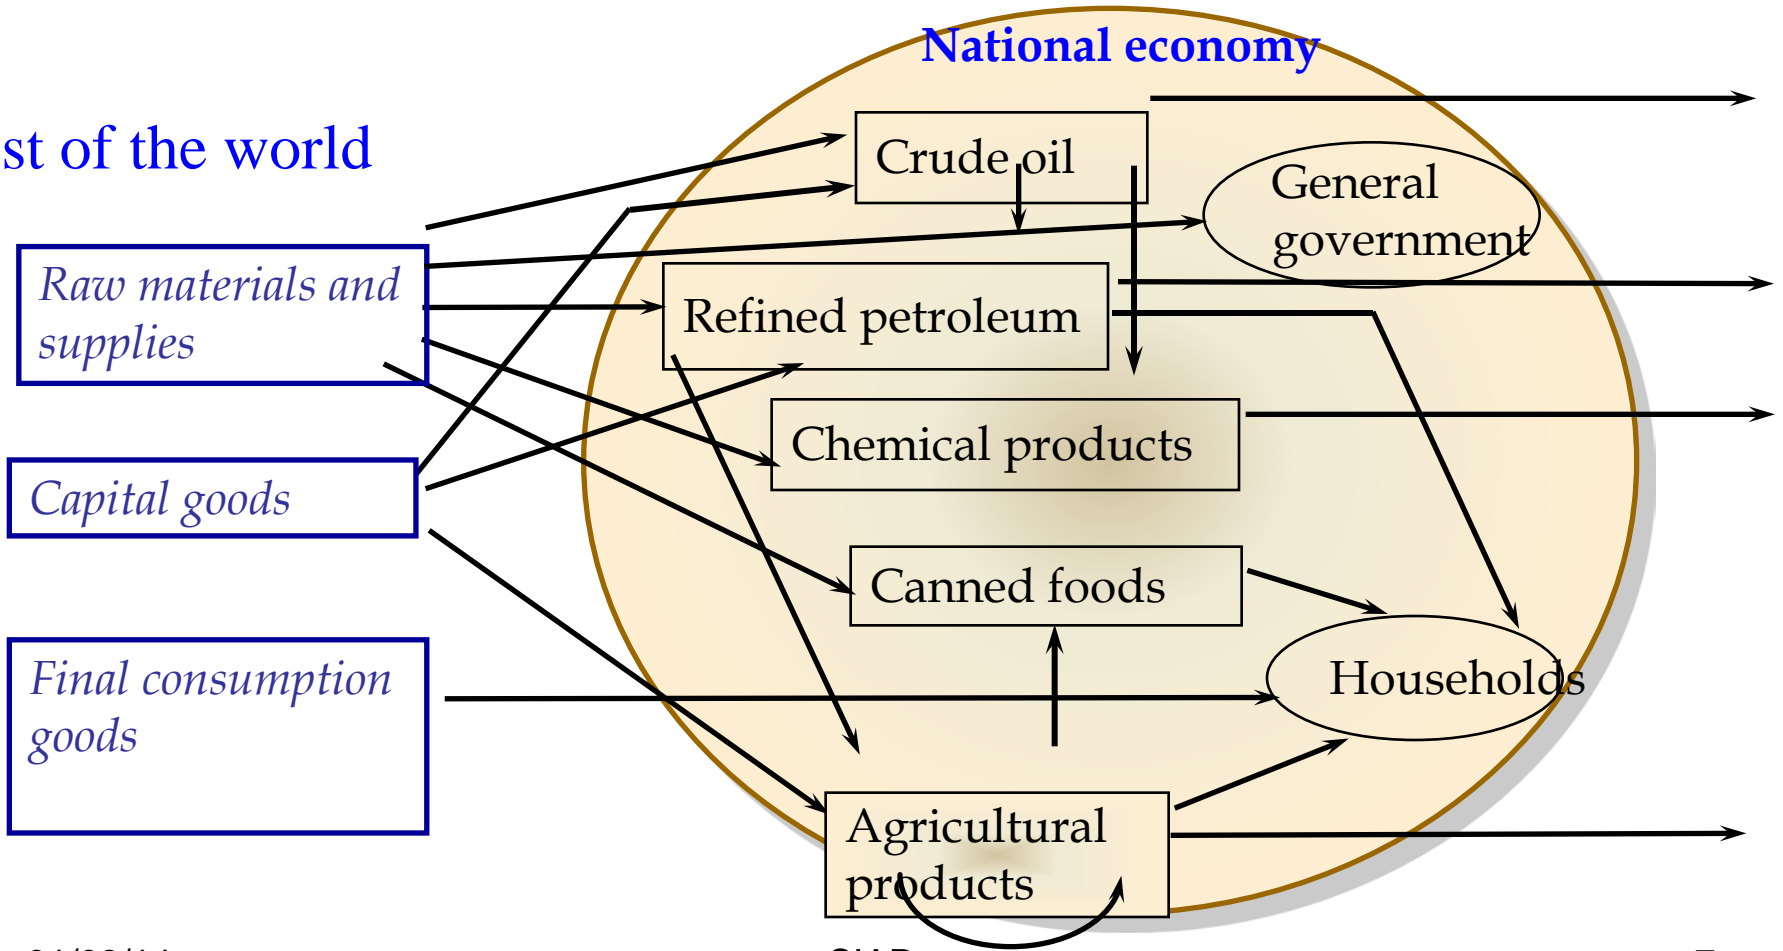 National economy
st of the world
Crude oil
General
government
Raw materials and
supplies
Refined petroleum
Chemical products
Capital goods
Canned foods
Final consumption
goods
Households
Agricultural
products